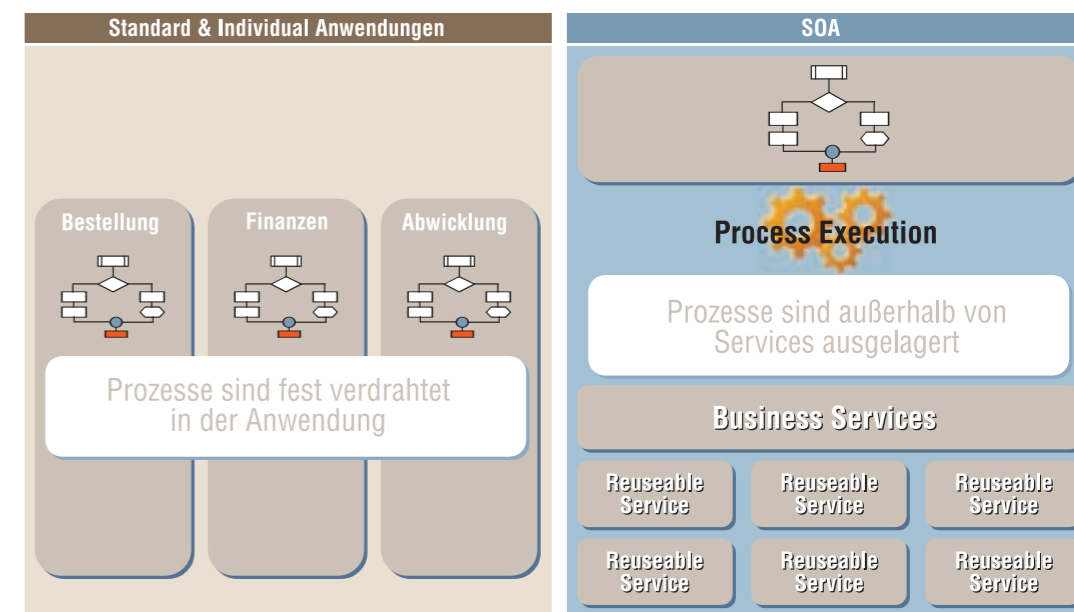 Standard & Individual Anwendungen
Bestellung
Finanzen
Abwicklung
Prozesse sind fest verdrahtet
in der Anwendung
SOA
Process Execution
Prozesse sind außerhalb von
Services ausgelagert
Business Services
Reuseable
Service
Reuseable
Service
Reuseable
Service
Reuseable
Service
Reuseable
Service
Reuseable
Service